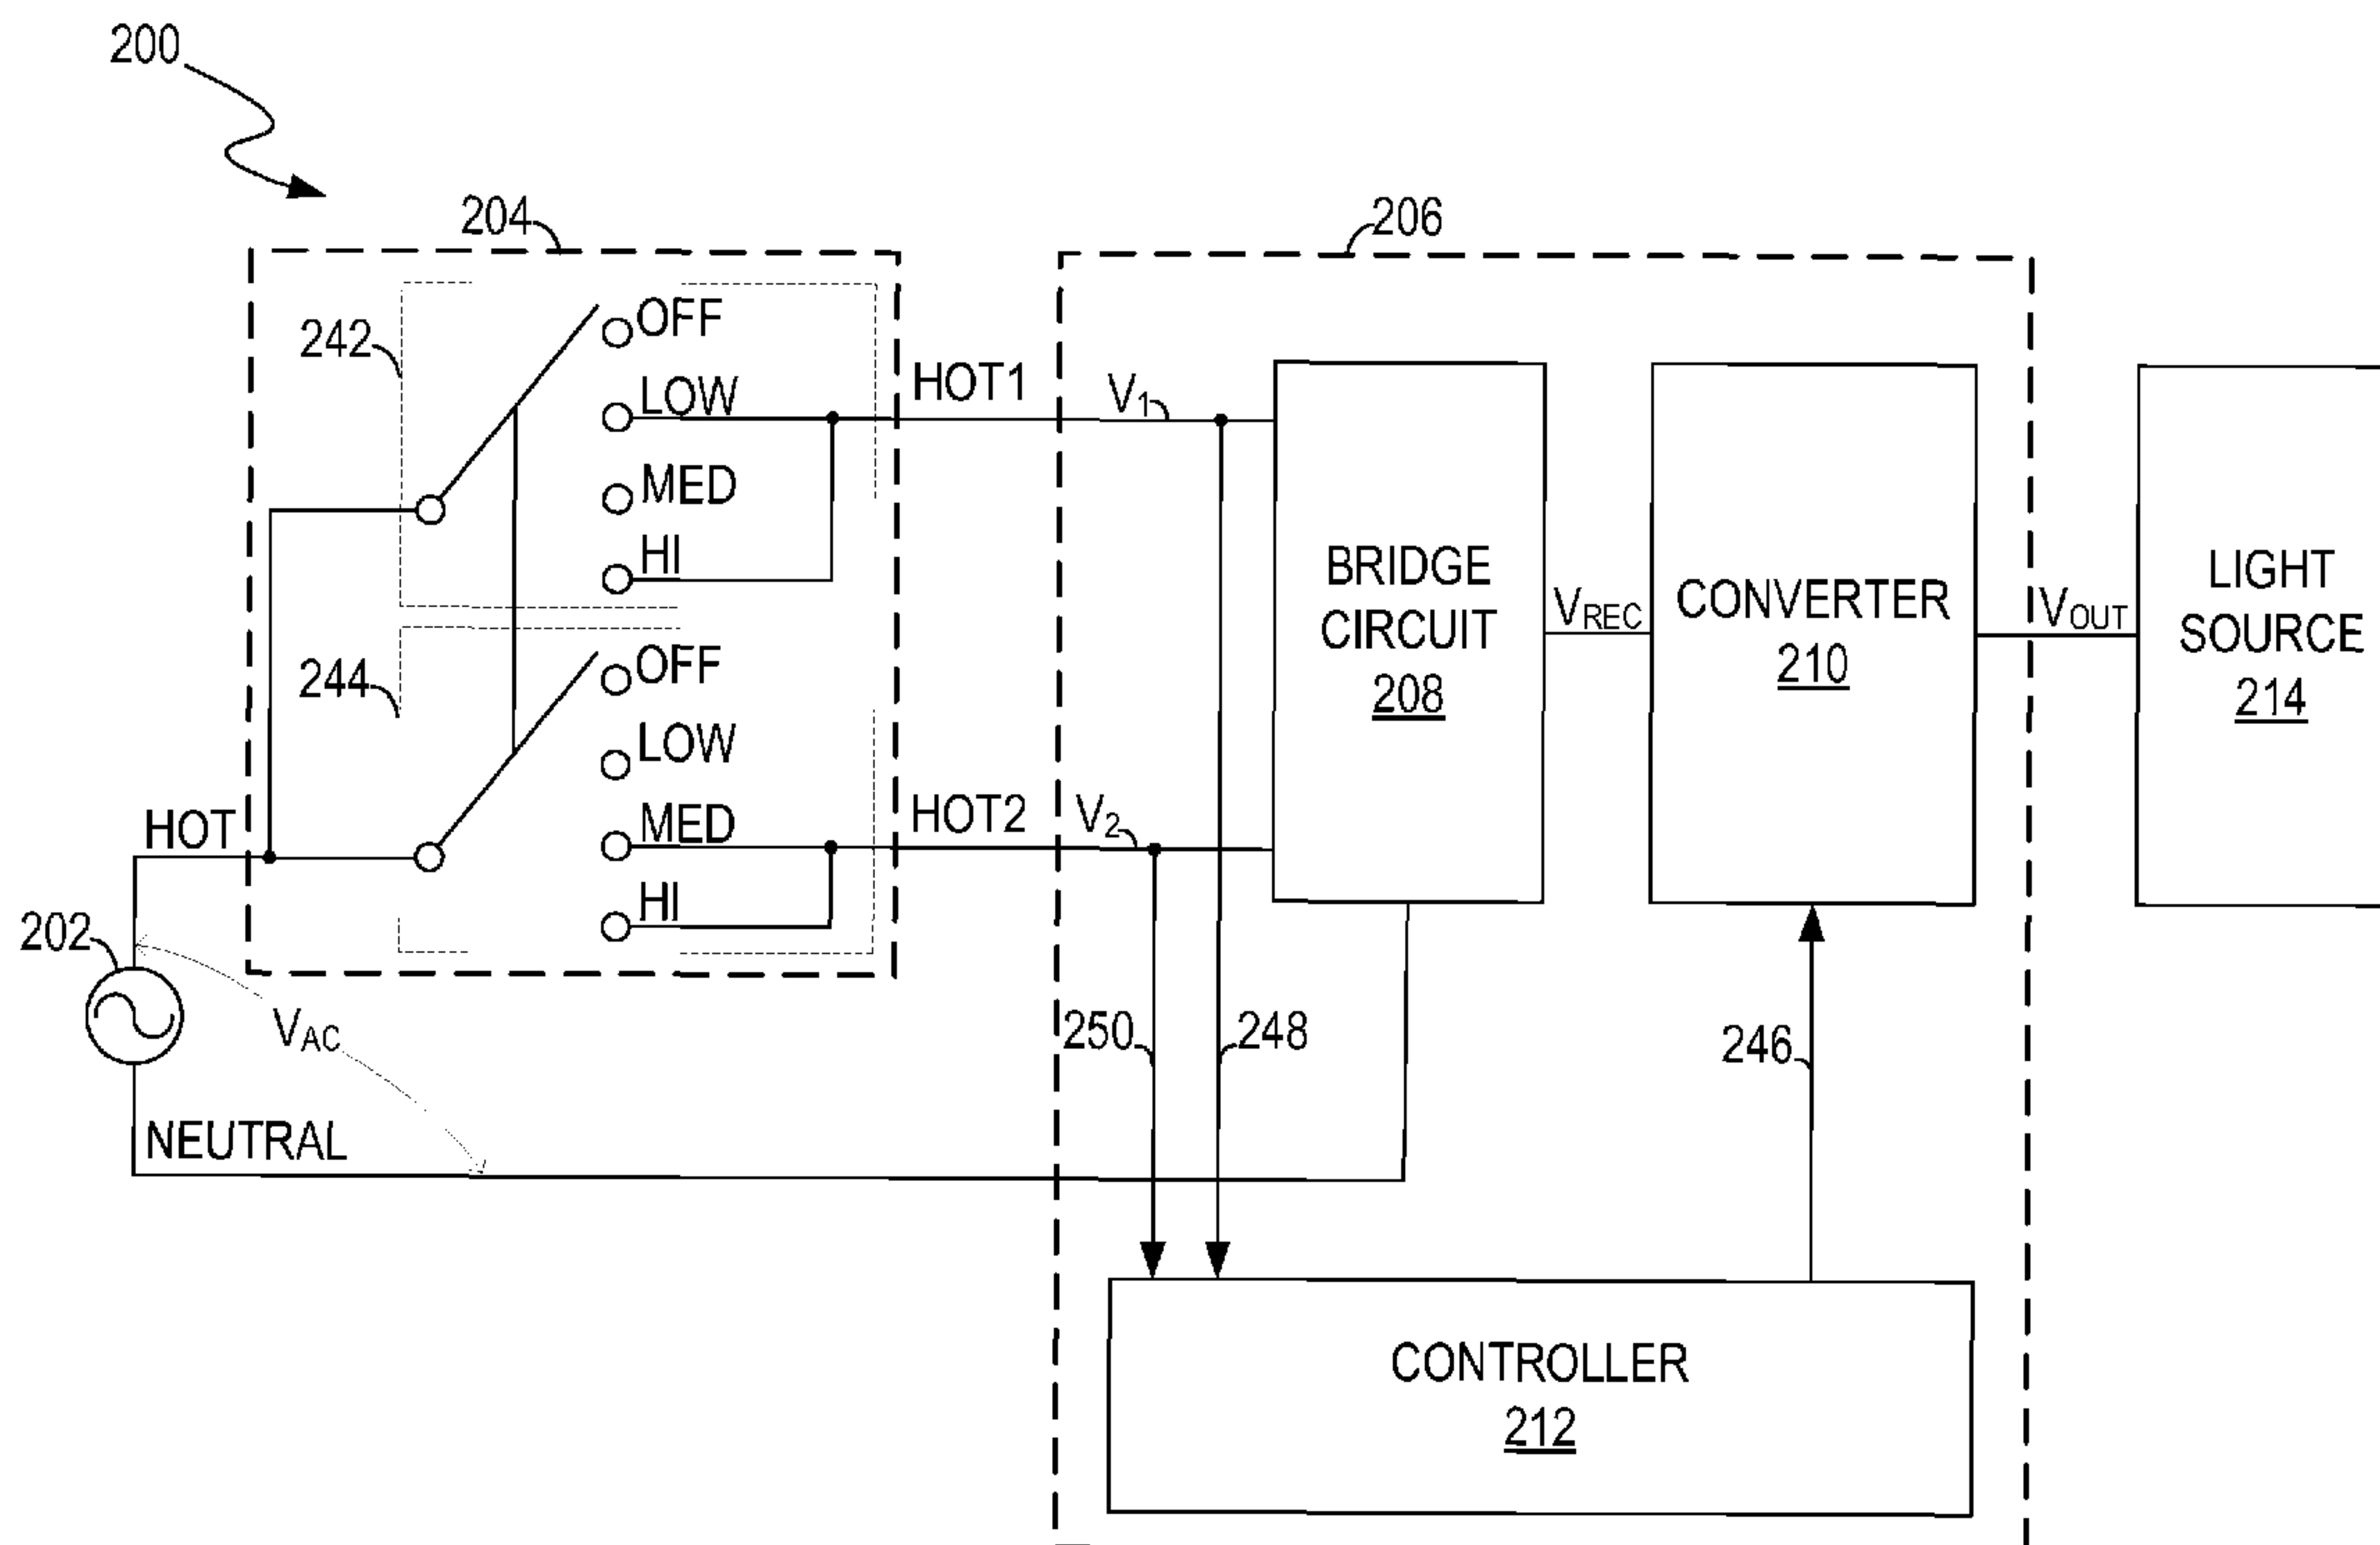 200
204
206
242
OFF
LOW
MED
HI
HOT1
V1
244
OFF
LOW
MED
HI
HOT2
V2
HOT
202
VAC
NEUTRAL
BRIDGE
CIRCUIT
208
VREC
CONVERTER
210
VOUT
LIGHT
SOURCE
214
250
248
246
CONTROLLER
212